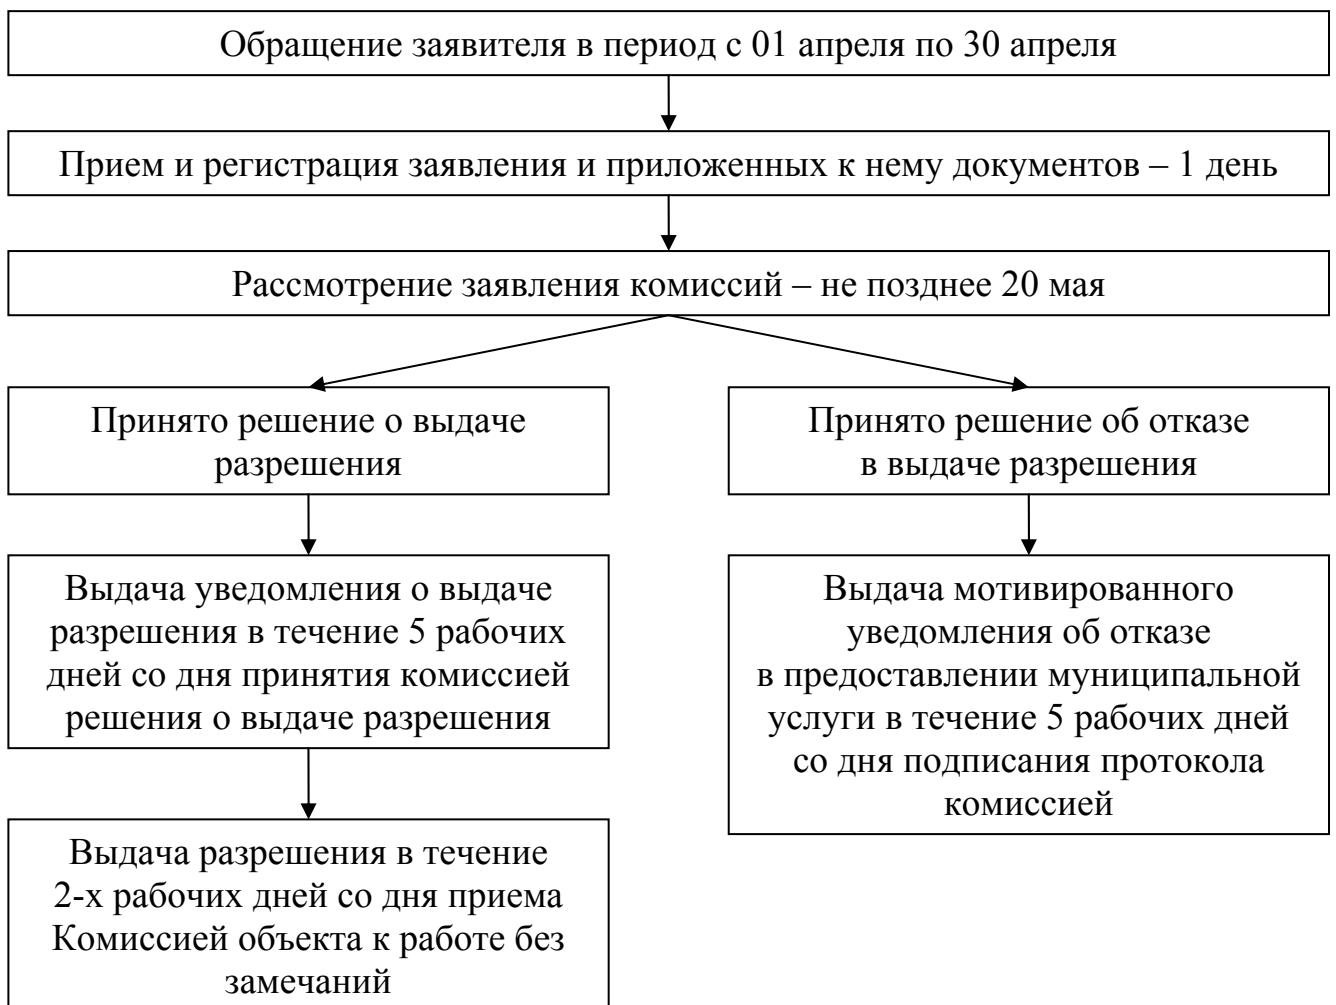 Обращение заявителя в период с 01 апреля по 30 апреля
Прием и регистрация заявления и приложенных к нему документов – 1 день
Рассмотрение заявления комиссий – не позднее 20 мая
Принято решение о выдаче
разрешения
Принято решение об отказе
в выдаче разрешения
Выдача уведомления о выдаче
разрешения в течение 5 рабочих
дней со дня принятия комиссией
решения о выдаче разрешения
Выдача мотивированного
уведомления об отказе
в предоставлении муниципальной
услуги в течение 5 рабочих дней
со дня подписания протокола
комиссией
Выдача разрешения в течение
2-х рабочих дней со дня приема
Комиссией объекта к работе без
замечаний